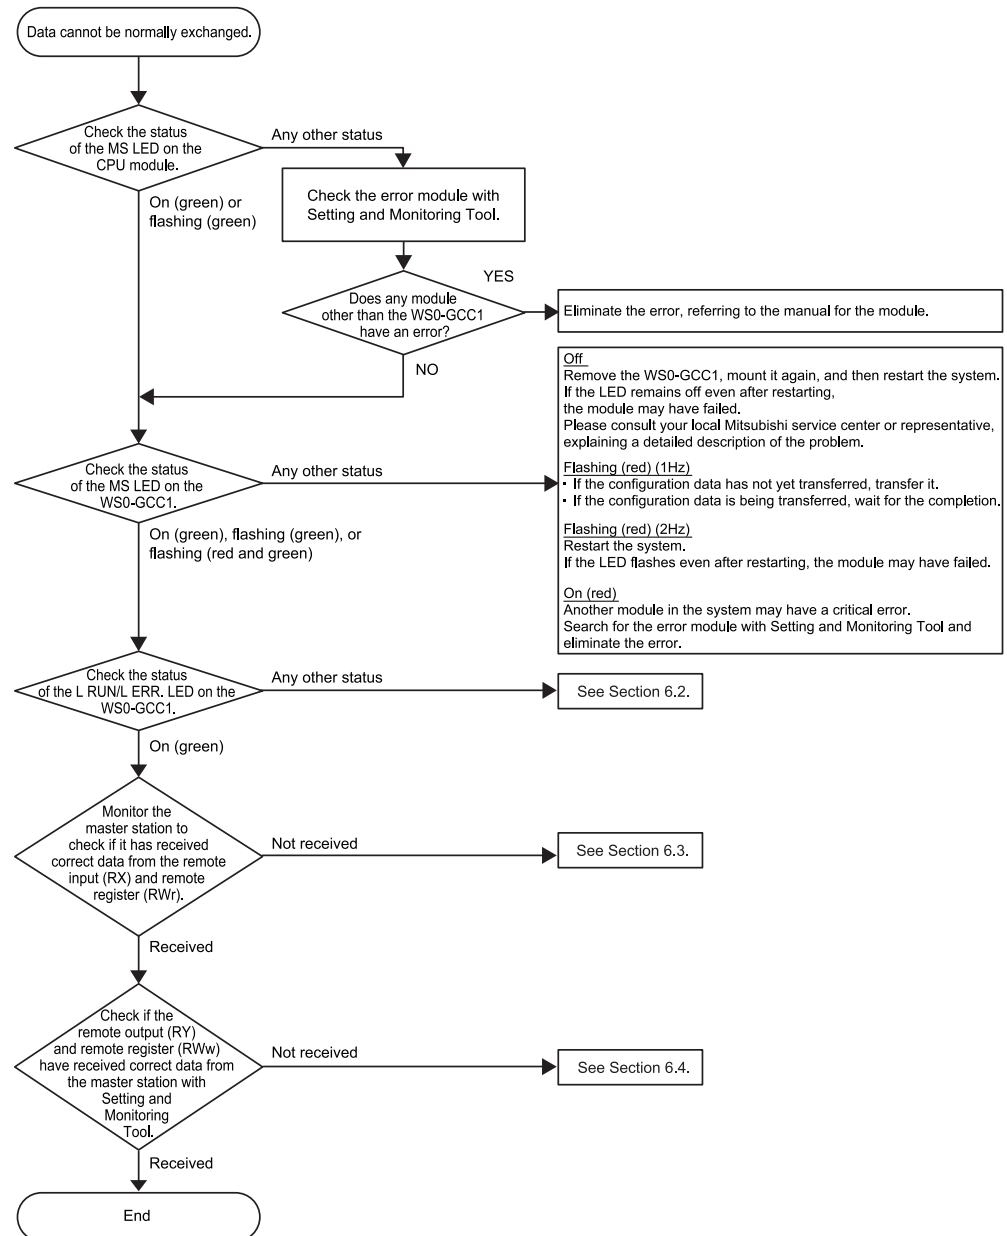 Data cannot be normally exchanged.
Check the status
of the MS LED on the
CPU module.
Any other status
On (green) or
flashing (green)
Check the error module with
Setting and Monitoring Tool.
YES
Does any module
other than the WS0-GCC1
have an error?
Eliminate the error, referring to the manual for the module.
NO
Off
Remove the WS0-GCC1, mount it again, and then restart the system.
If the LED remains off even after restarting,
the module may have failed.
Please consult your local Mitsubishi service center or representative,
explaining a detailed description of the problem.
Flashing (red) (1Hz)
• If the configuration data has not yet transferred, transfer it.
• If the configuration data is being transferred, wait for the completion.
Flashing (red) (2Hz)
Restart the system.
If the LED flashes even after restarting, the module may have failed.
On (red)
Another module in the system may have a critical error.
Search for the error module with Setting and Monitoring Tool and
eliminate the error.
Check the status
of the MS LED on the
WS0-GCC1.
Any other status
On (green), flashing (green), or
flashing (red and green)
Check the status
of the L RUN/L ERR. LED on the
WS0-GCC1.
Any other status
See Section 6.2.
On (green)
Monitor the
master station to
check if it has received
correct data from the remote
input (RX) and remote
register (RWr).
Not received
See Section 6.3.
Received
Check if the
remote output (RY)
and remote register (RWw)
have received correct data from
the master station with
Setting and
Monitoring
Tool.
Not received
See Section 6.4.
Received
End